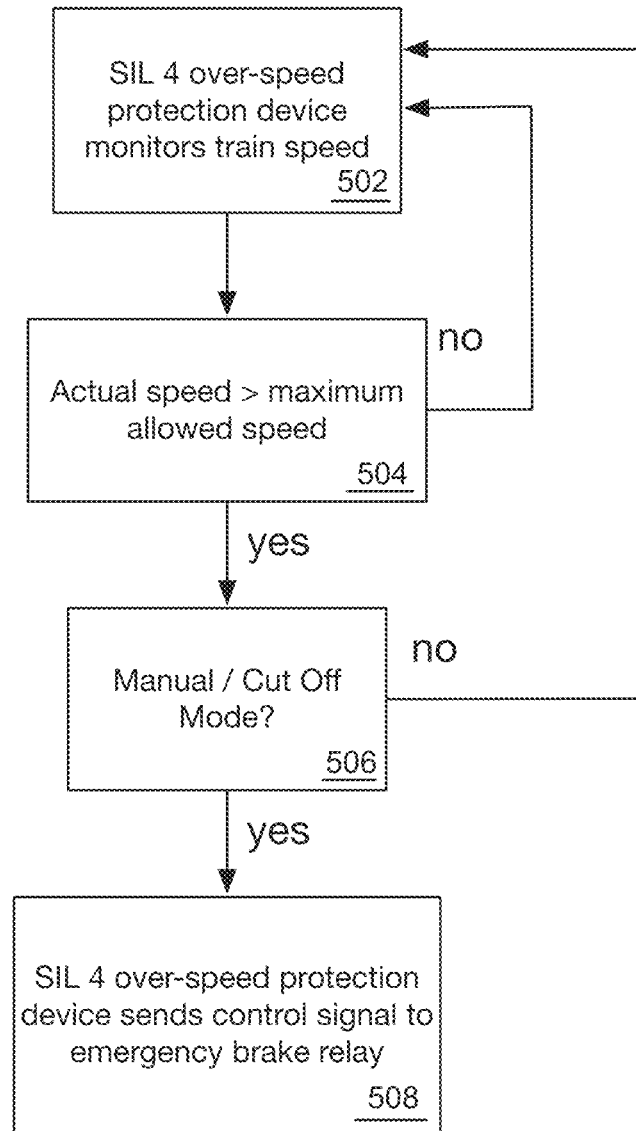 SIL 4 over-speed
protection device
monitors train speed
502
no
Actual speed > maximum
allowed speed
504
yes
no
Manual / Cut Off
Mode?
506
yes
SIL 4 over-speed protection
device sends control signal to
emergency brake relay
508